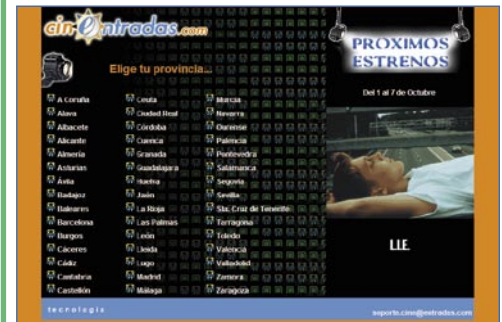 cin-entradas.com
Elige tu provincia...
A Coruña
Alava
Albacete
Alicante
Almería
Asturias
Ávila
Badajoz
Baleares
Barcelona
Burgos
Cáceres
Cádiz
Cantabria
Castellón
Ceuta
Ciudad Real
Córdoba
Cuenca
Granada
Guadalajara
Huelva
Jaén
La Rioja
Las Palmas
León
Lleida
Lugo
Madrid
Málaga
Murcia
Navarra
Ourense
Palencia
Pontevedra
Salamanca
Segovia
Sevilla
Sta. Cruz de Tenerife
Tarragona
Toledo
Valencia
Valladolid
Zamora
Zaragoza
PROXIMOS
ESTRENOS
Del 1 al 7 de Octubre
L.I.E.
tecnología
soporte.cine@entradas.com